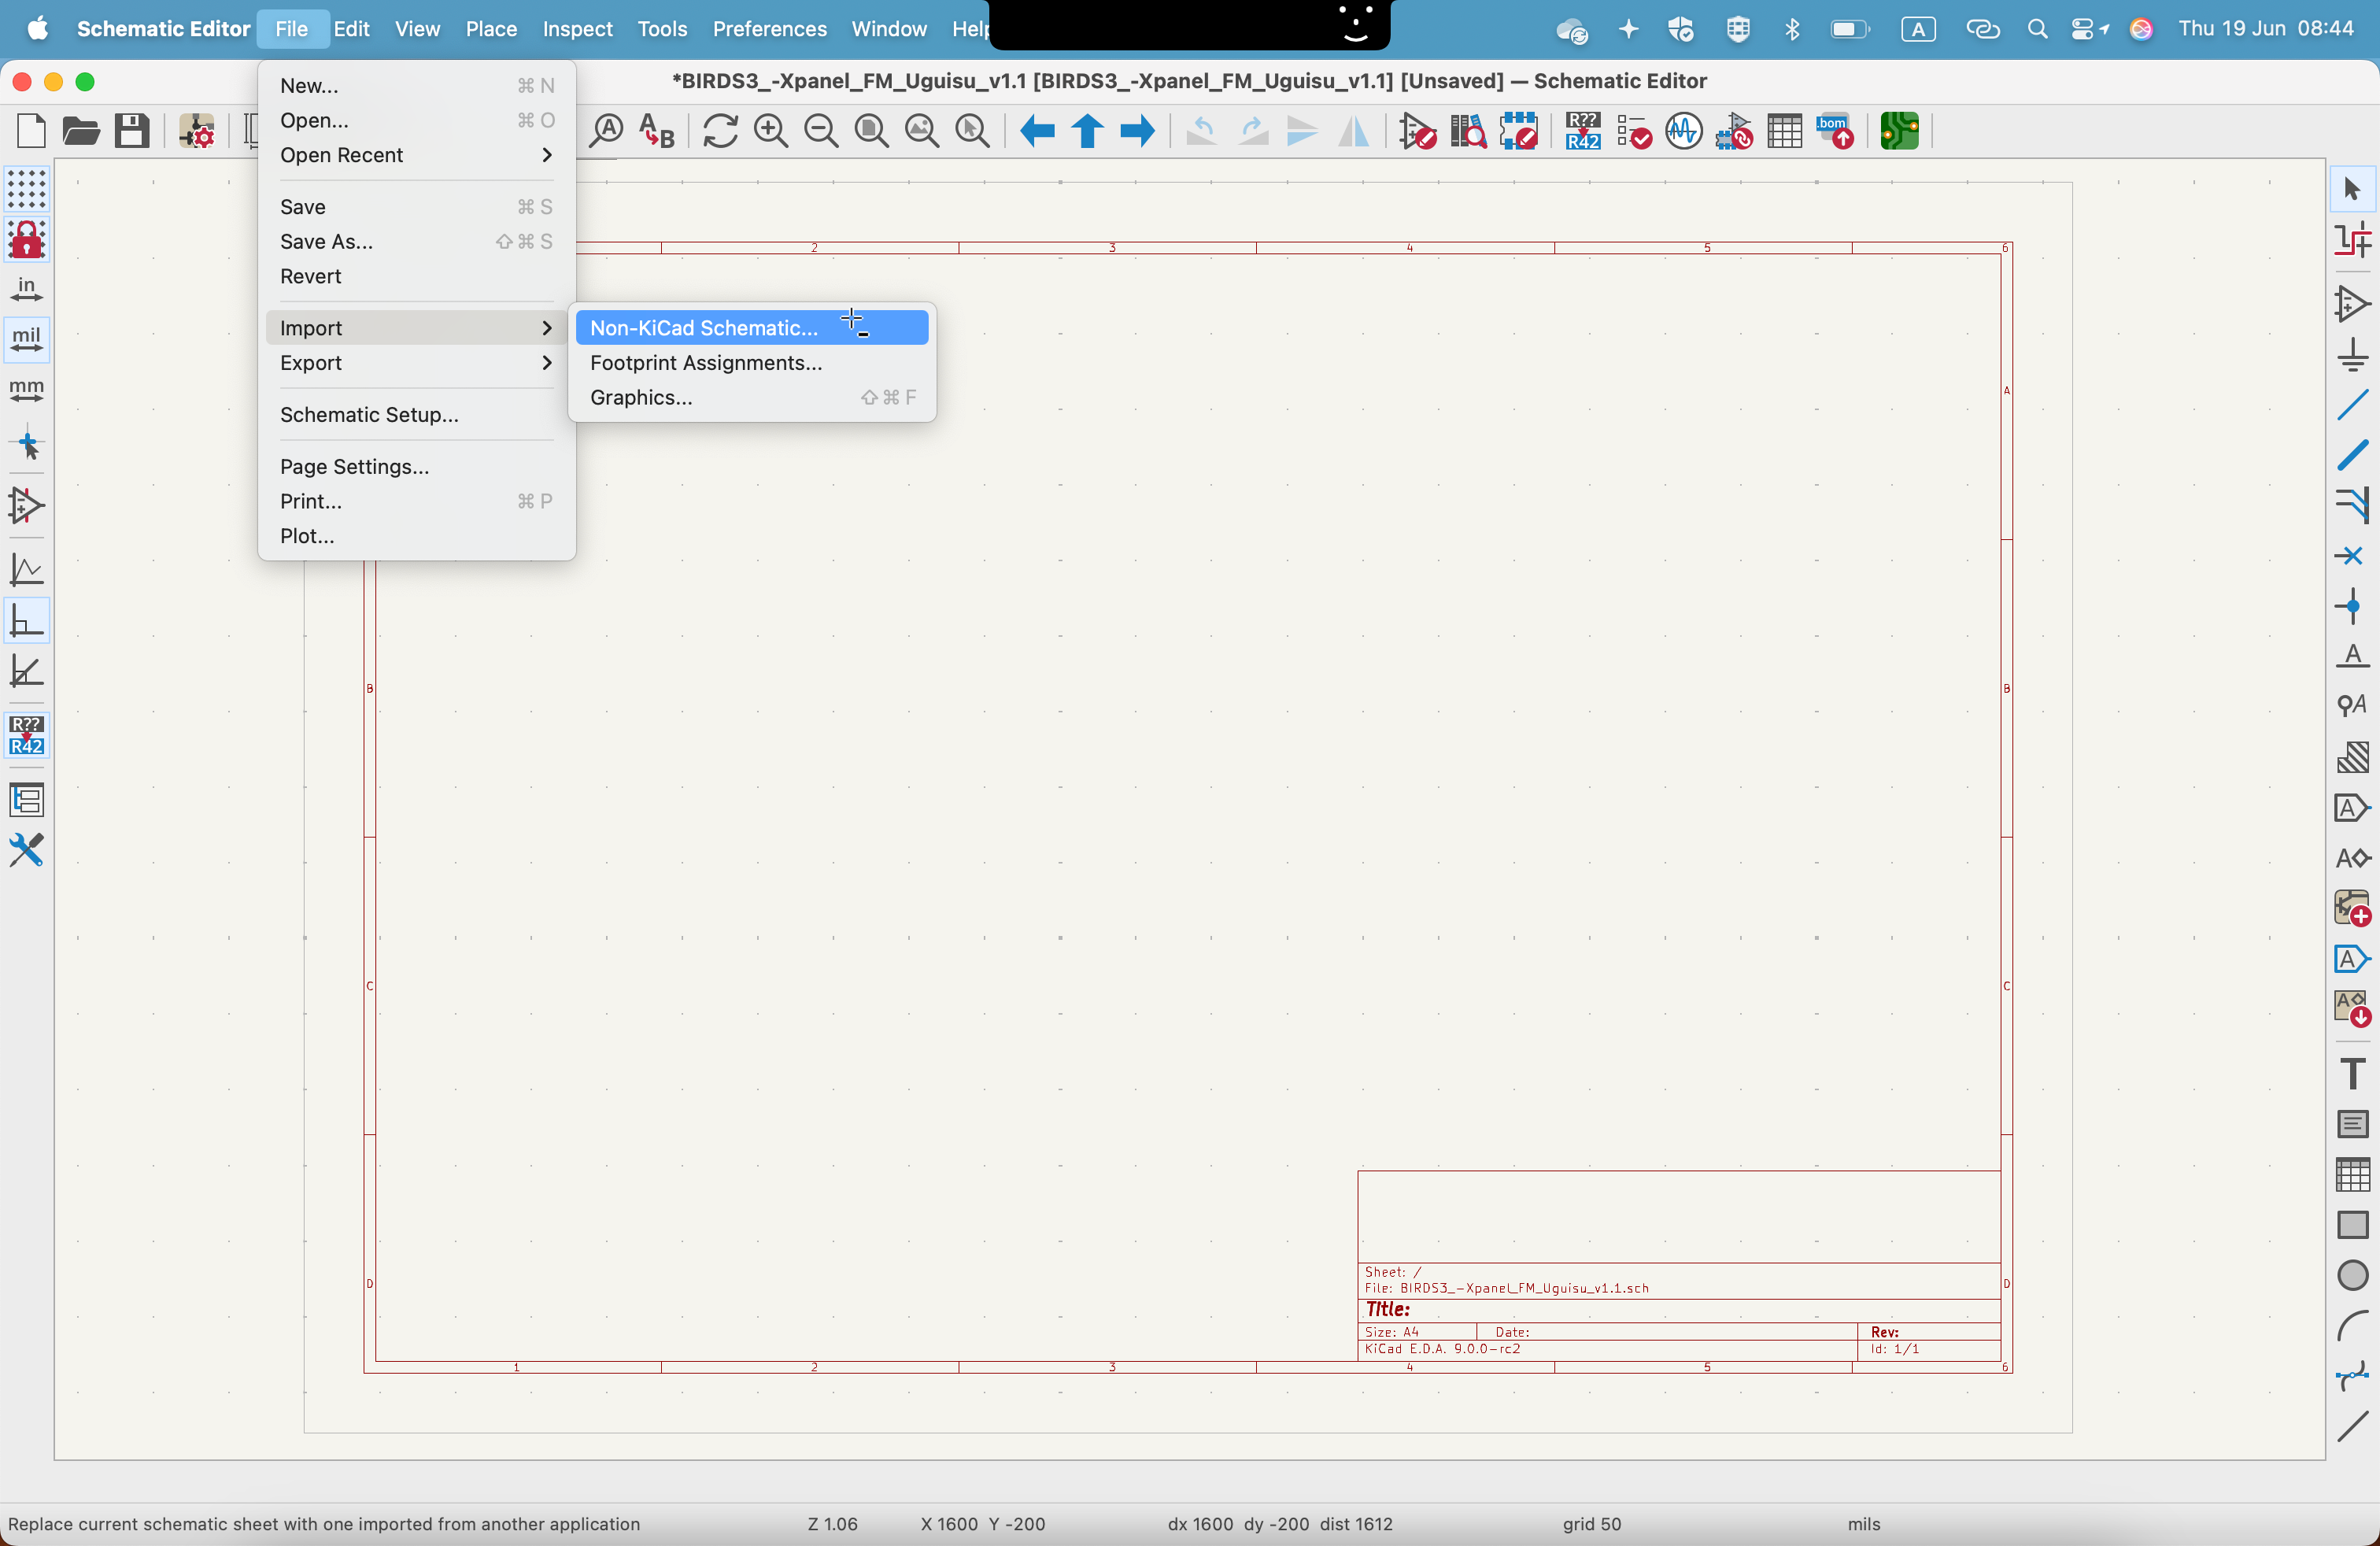 Schematic Editor File Edit View Place Inspect Tools Preferences Window Help
A
Thu 19 Jun 08:44
*BIRDS3_-Xpanel_FM_Uguisu_v1.1 [BIRDS3_-Xpanel_FM_Uguisu_v1.1] [Unsaved] — Schematic Editor
New... ⌘ N
Open... ⌘ O
Open Recent
Save ⌘ S
Save As... ⇧ ⌘ S
Revert
Import
Export
Schematic Setup...
Page Settings...
Print... ⌘ P
Plot...
Non-KiCad Schematic...
Footprint Assignments...
Graphics... ⇧ ⌘ F
A
A
B
R??
R42
.bom
in
mil
mm
R??
R42
2 3 4 5 6
A
B B
C C
D D
1 2 3 4 5 6
Sheet: /
File: BIRDS3_-Xpanel_FM_Uguisu_v1.1.sch
Title:
Size: A4 Date: Rev:
KiCad E.D.A. 9.0.0-rc2 Id: 1/1
A
A
A
A
A
A
T
Replace current schematic sheet with one imported from another application Z 1.06 X 1600 Y -200 dx 1600 dy -200 dist 1612 grid 50 mils